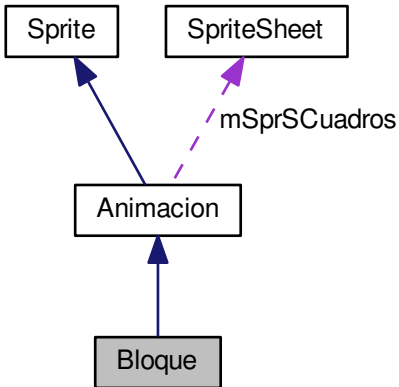 Sprite
SpriteSheet
mSprSCuadros
Animacion
Bloque